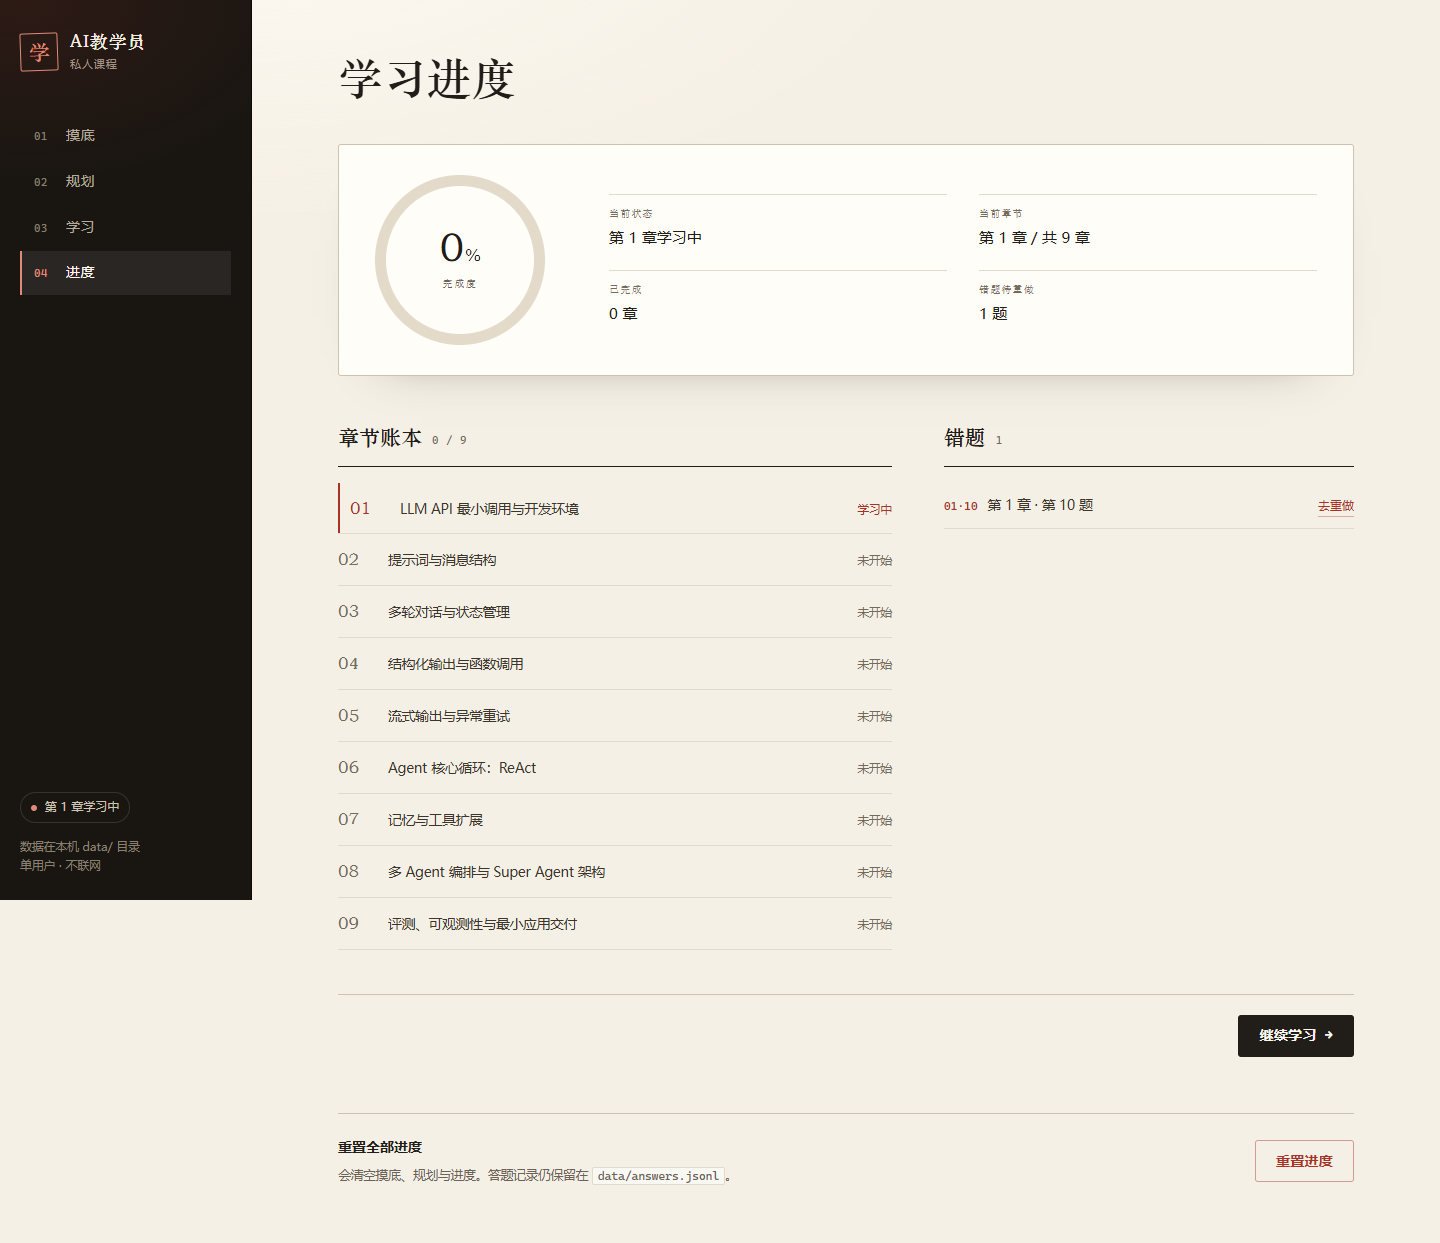 学
AI教学员
私人课程
01 摸底
02 规划
03 学习
04 进度
第 1 章学习中
数据在本机 data/ 目录
单用户 · 不联网
学习进度
0%
完成度
当前状态
第 1 章学习中
当前章节
第 1 章 / 共 9 章
已完成
0 章
错题待重做
1 题
章节账本 0 / 9
01 LLM API 最小调用与开发环境 学习中
02 提示词与消息结构 未开始
03 多轮对话与状态管理 未开始
04 结构化输出与函数调用 未开始
05 流式输出与异常重试 未开始
06 Agent 核心循环：ReAct 未开始
07 记忆与工具扩展 未开始
08 多 Agent 编排与 Super Agent 架构 未开始
09 评测、可观测性与最小应用交付 未开始
错题 1
01·10 第 1 章 · 第 10 题 去重做
继续学习 →
重置全部进度
会清空摸底、规划与进度。答题记录仍保留在 data/answers.jsonl 。
重置进度